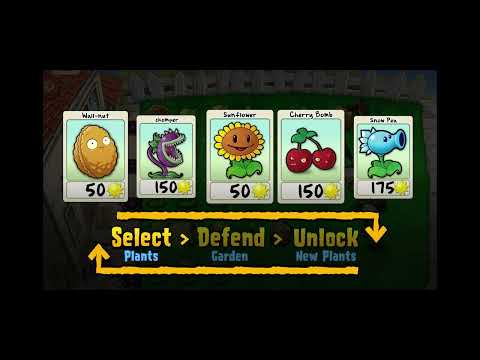 Wall-nut
chomper
Sunflower
Cherry Bomb
Snow Pea
50
150
50
150
175
Select > Defend > Unlock
Plants Garden New Plants